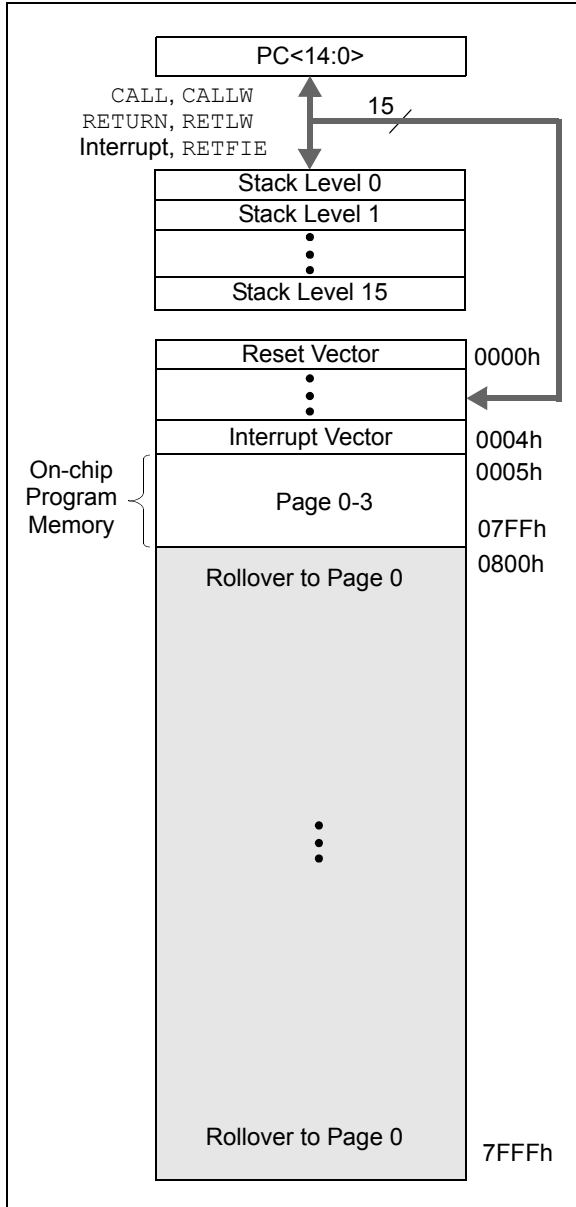 PC<14:0>
CALL, CALLW
RETURN, RETLW
Interrupt, RETFIE
15
Stack Level 0
Stack Level 1
Stack Level 15
Reset Vector
0000h
Interrupt Vector
0004h
On-chip
Program
Memory
Page 0-3
0005h
07FFh
Rollover to Page 0
0800h
Rollover to Page 0
7FFFh